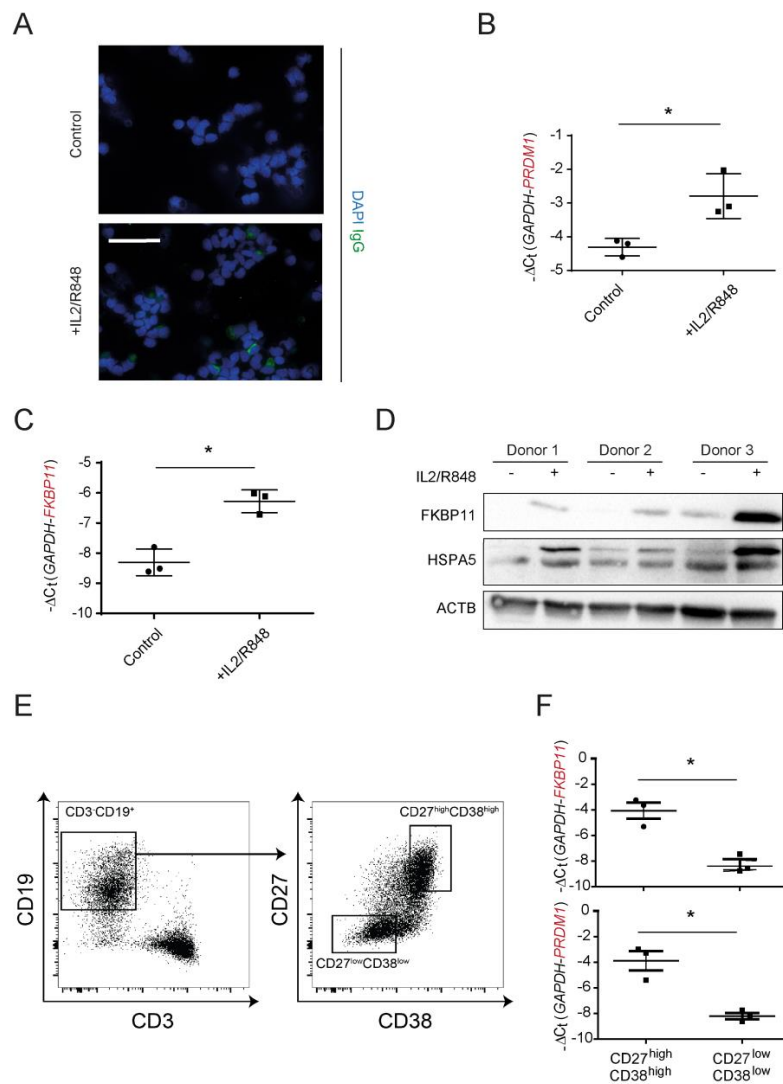 A
Control
+IL2/R848
DAPI IgG
B
-ΔCt (GAPDH-PRDM1)
-1
-2
-3
-4
-5
*
Control
+IL2/R848
C
-ΔCt (GAPDH-FKBP11)
-5
-6
-7
-8
-9
-10
*
Control
+IL2/R848
D
Donor 1 Donor 2 Donor 3
IL2/R848 - + - + - +
FKBP11
HSPA5
ACTB
E
CD3-CD19+
CD19
CD3
CD27highCD38high
CD27
CD27lowCD38low
CD38
F
-ΔCt (GAPDH-FKBP11)
0
-2
-4
-6
-8
-10
*
-ΔCt (GAPDH-PRDM1)
0
-2
-4
-6
-8
-10
*
CD27high CD27low
CD38high CD38low